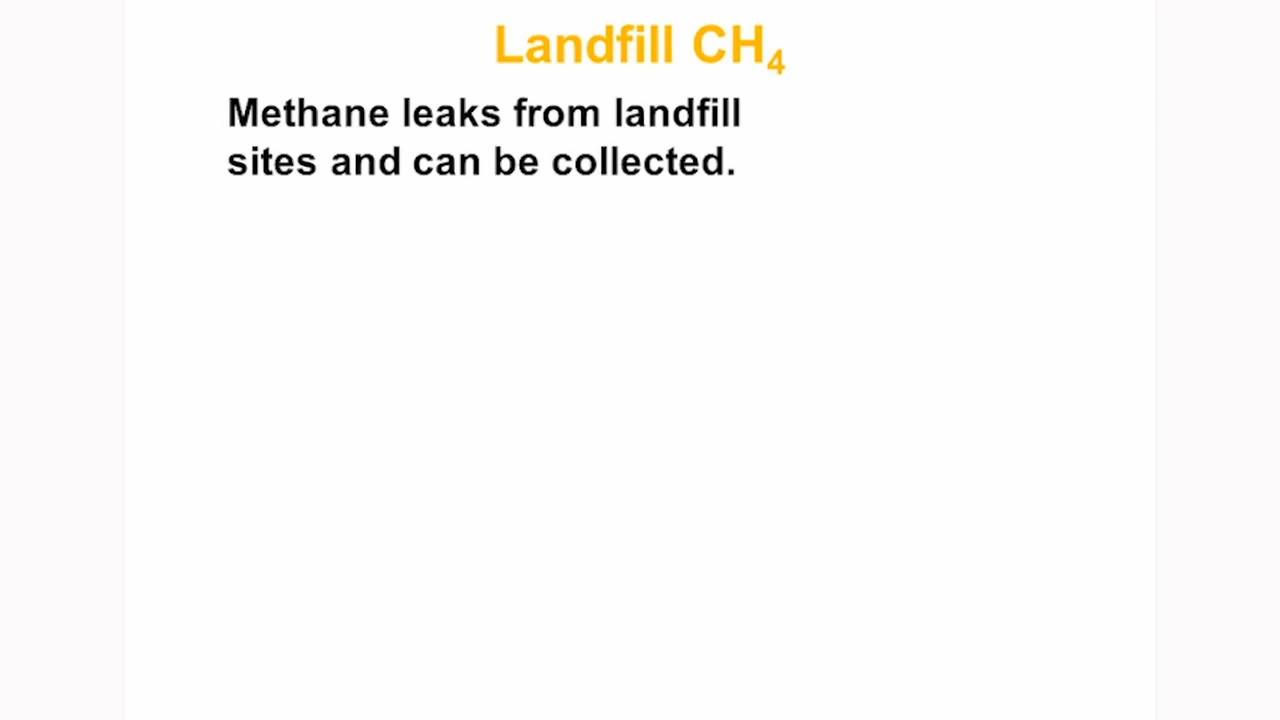 Landfill CH₄
Methane leaks from landfill
sites and can be collected.